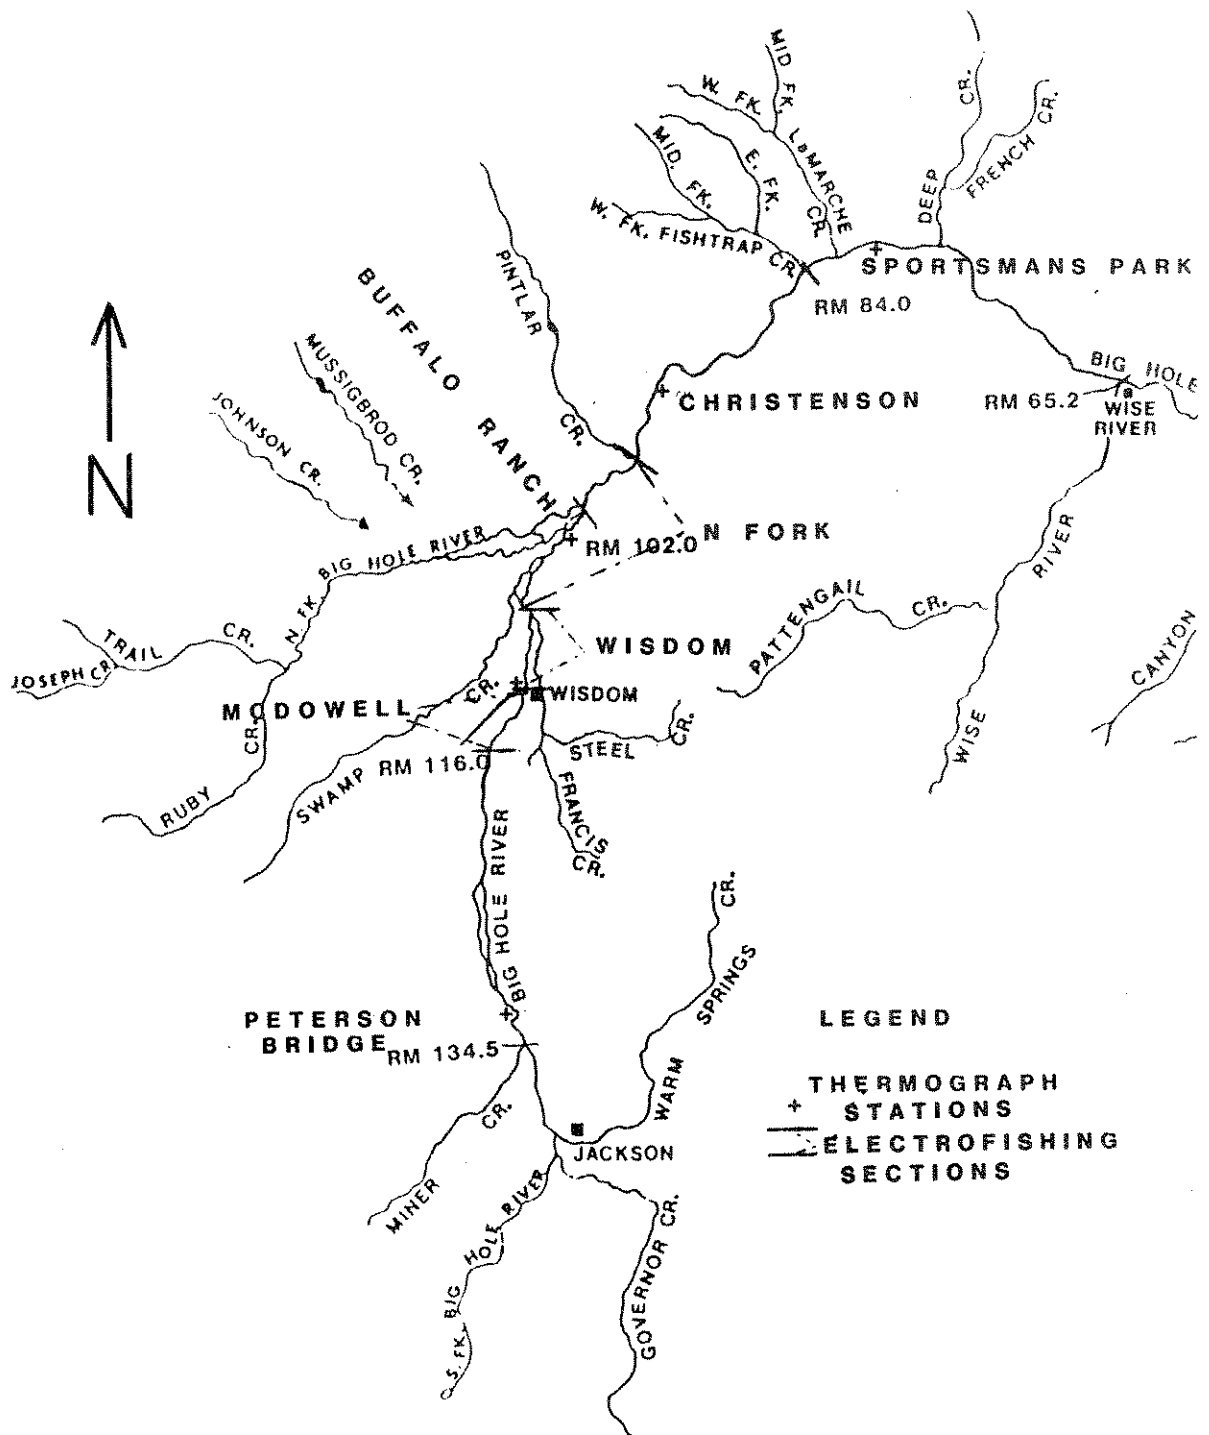 MID FK.
W. FK. LaMARCHE CR.
MID. FK.
E. FK.
W. FK. FISHTRAP CR.
DEEP CR.
FRENCH CR.
SPORTSMANS PARK
RM 84.0
PINTLAR CR.
BUFFALO RANCH
MUSSIGBROD CR.
JOHNSON CR.
N
CHRISTENSON
BIG HOLE
RM 65.2
WISE
RIVER
N FORK
RM 102.0
N. FK. BIG HOLE RIVER
TRAIL CR.
JOSEPH CR.
RUBY CR.
WISDOM
WISDOM
MCDOWELL
SWAMP CR.
RM 116.0
STEEL CR.
FRANCIS
CR.
PATTENGAIL CR.
WISE RIVER
CANYON
BIG HOLE RIVER
PETERSON
BRIDGE
RM 134.5
MINER CR.
WARM SPRINGS CR.
JACKSON
S. FK. BIG HOLE RIVER
GOVERNOR CR.
LEGEND
THERMOGRAPH
STATIONS
ELECTROFISHING
SECTIONS